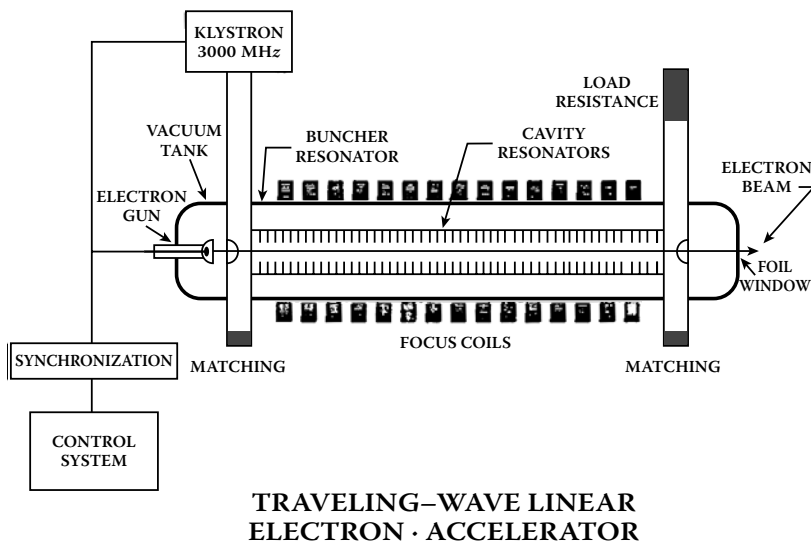 KLYSTRON
3000 MHz
LOAD
RESISTANCE
VACUUM
TANK
BUNCHER
RESONATOR
CAVITY
RESONATORS
ELECTRON
BEAM
ELECTRON
GUN
FOIL
WINDOW
FOCUS COILS
SYNCHRONIZATION
MATCHING
MATCHING
CONTROL
SYSTEM
TRAVELING–WAVE LINEAR
ELECTRON · ACCELERATOR